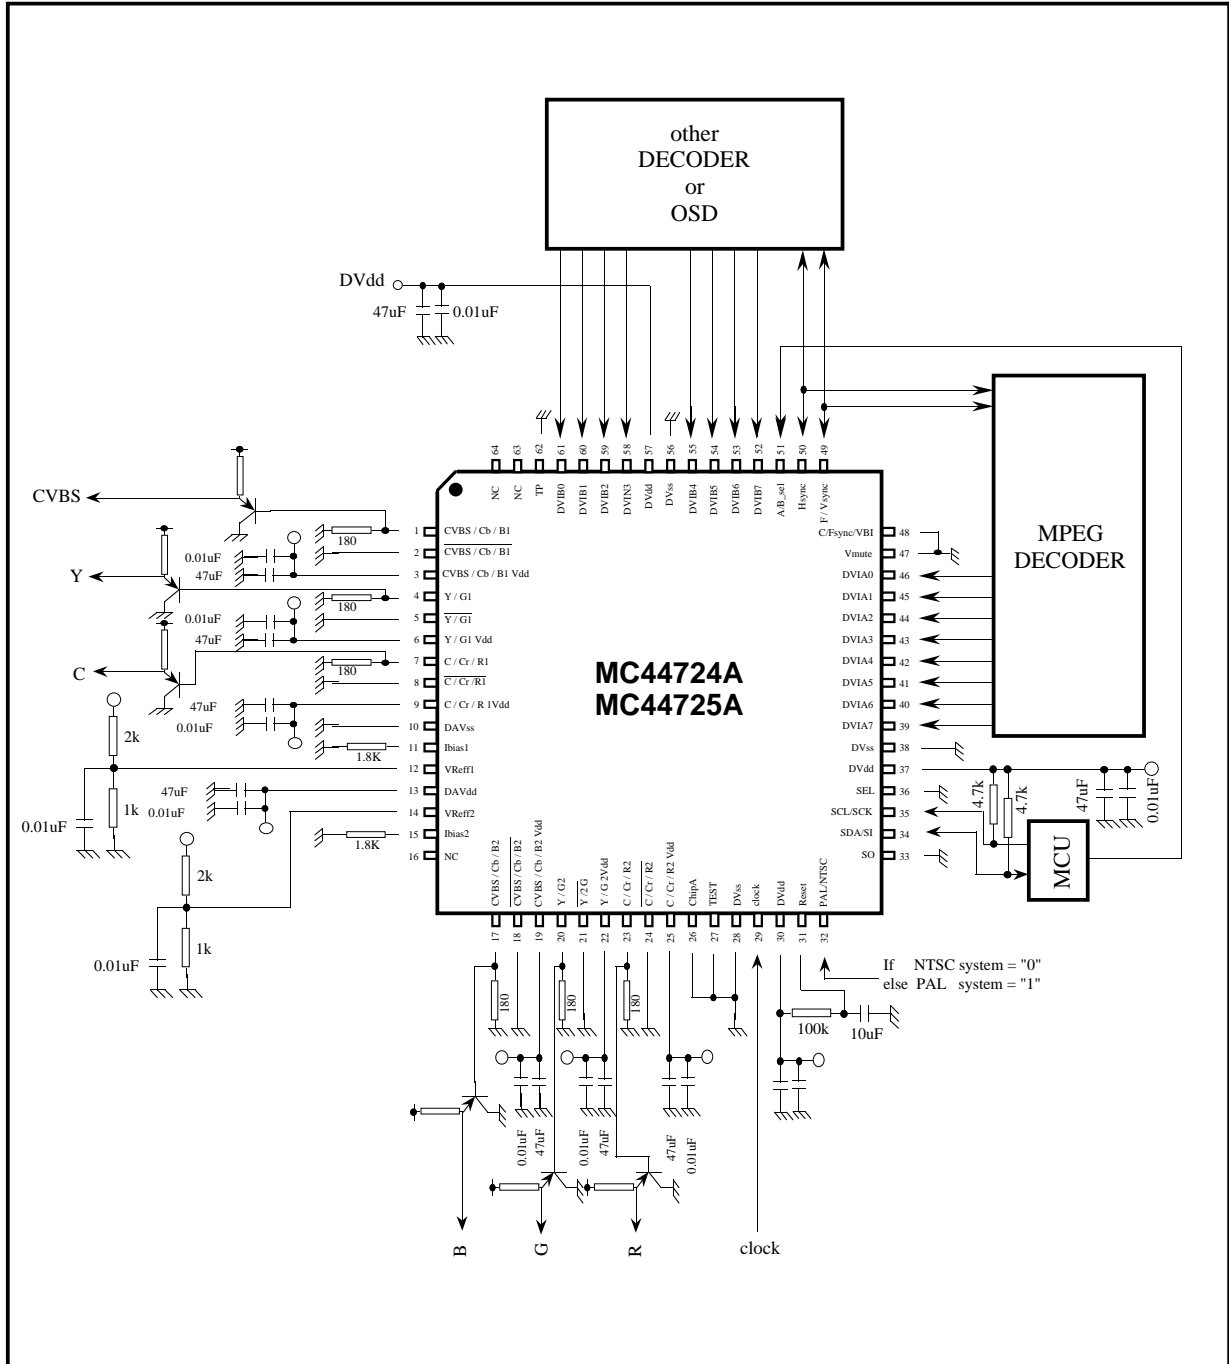 other
DECODER
or
OSD
DVdd
47uF
0.01uF
64
63
62
61
60
59
58
57
56
55
54
53
52
51
50
49
NC
NC
TP
DVIB0
DVIB1
DVIB2
DVIN3
DVdd
DVss
DVIB4
DVIB5
DVIB6
DVIB7
A/B_sel
Hsync
F / Vsync
MPEG
DECODER
CVBS
Y
C
180
0.01uF
47uF
180
0.01uF
47uF
180
47uF
0.01uF
1.8K
2k
1k
0.01uF
47uF
0.01uF
1.8K
2k
1k
0.01uF
1 CVBS / Cb / B1
2 CVBS / Cb / B1
3 CVBS / Cb / B1 Vdd
4 Y / G1
5 Y / G1
6 Y / G1 Vdd
7 C / Cr / R1
8 C / Cr /R1
9 C / Cr / R 1Vdd
10 DAVss
11 Ibias1
12 VReff1
13 DAVdd
14 VReff2
15 Ibias2
16 NC
MC44724A
MC44725A
C/Fsync/VBI 48
Vmute 47
DVIA0 46
DVIA1 45
DVIA2 44
DVIA3 43
DVIA4 42
DVIA5 41
DVIA6 40
DVIA7 39
DVss 38
DVdd 37
SEL 36
SCL/SCK 35
SDA/SI 34
SO 33
4.7k
4.7k
47uF
0.01uF
MCU
CVBS / Cb / B2
CVBS / Cb / B2
CVBS / Cb / B2 Vdd
Y / G2
Y /2 G
Y / G 2Vdd
C / Cr / R2
C / Cr / R2
C / Cr / R2 Vdd
ChipA
TEST
DVss
clock
DVdd
Reset
PAL/NTSC
17
18
19
20
21
22
23
24
25
26
27
28
29
30
31
32
If NTSC system = "0"
else PAL system = "1"
180
180
180
100k
10uF
0.01uF
47uF
0.01uF
47uF
47uF
0.01uF
B
G
R
clock